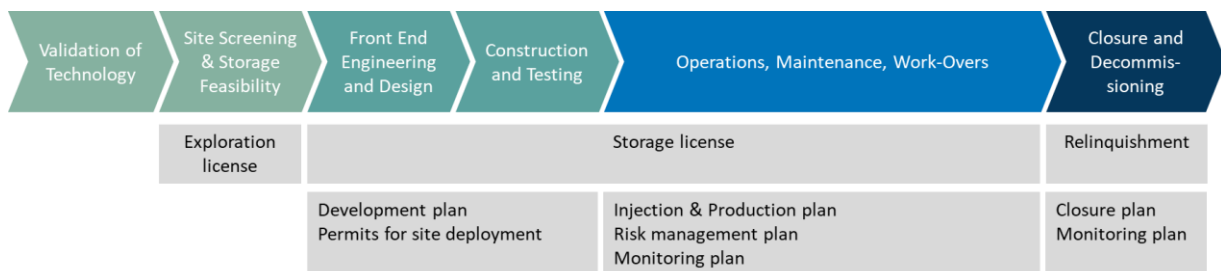 Validation of
Technology
Site Screening
& Storage
Feasibility
Front End
Engineering
and Design
Construction
and Testing
Operations, Maintenance, Work-Overs
Closure and
Decommis-
sioning
Exploration
license
Storage license
Relinquishment
Development plan
Permits for site deployment
Injection & Production plan
Risk management plan
Monitoring plan
Closure plan
Monitoring plan